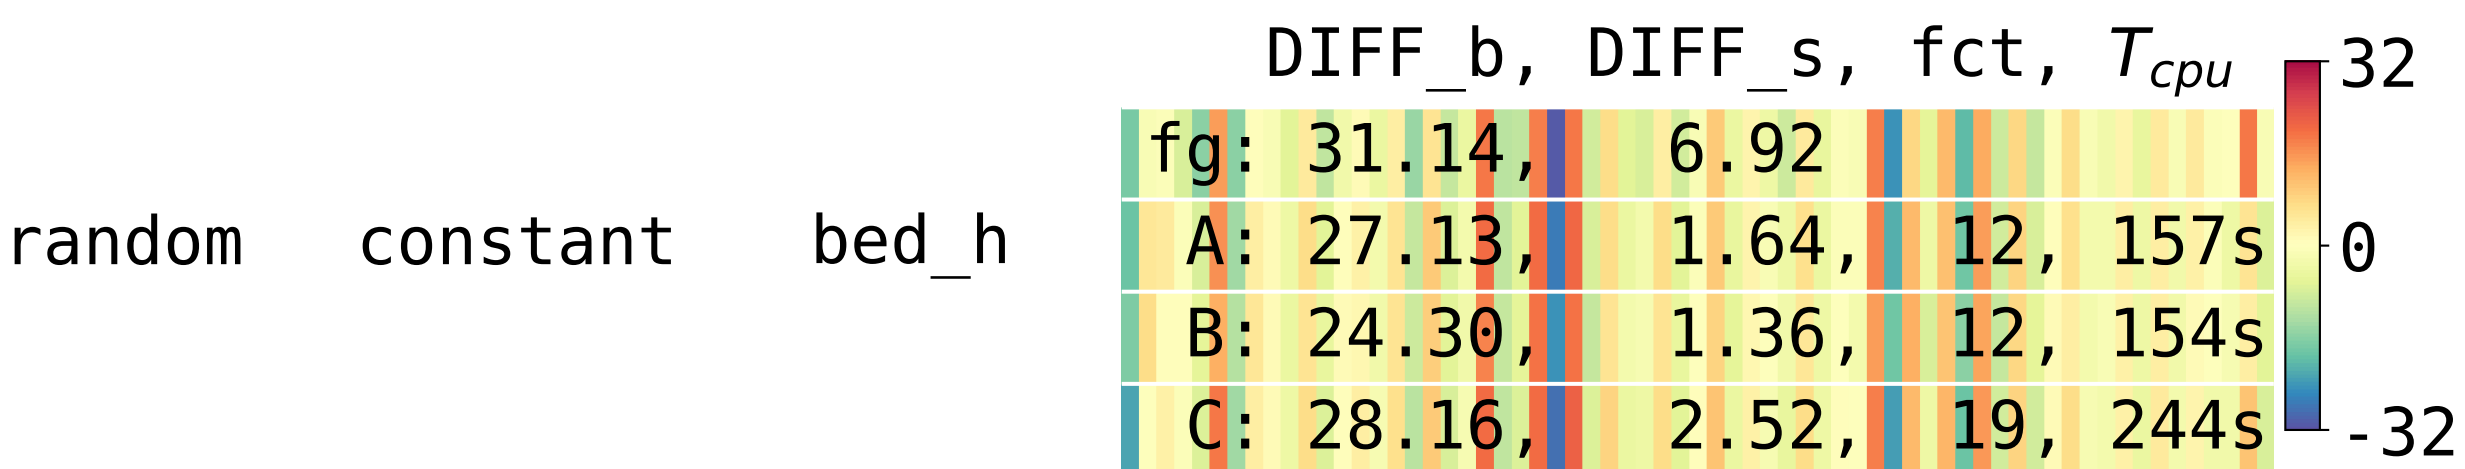 DIFF_b, DIFF_s, fct, Tcpu
32
fg: 31.14, 6.92
random constant bed_h A: 27.13, 1.64, 12, 157s
0
B: 24.30, 1.36, 12, 154s
C: 28.16, 2.52, 19, 244s
-32